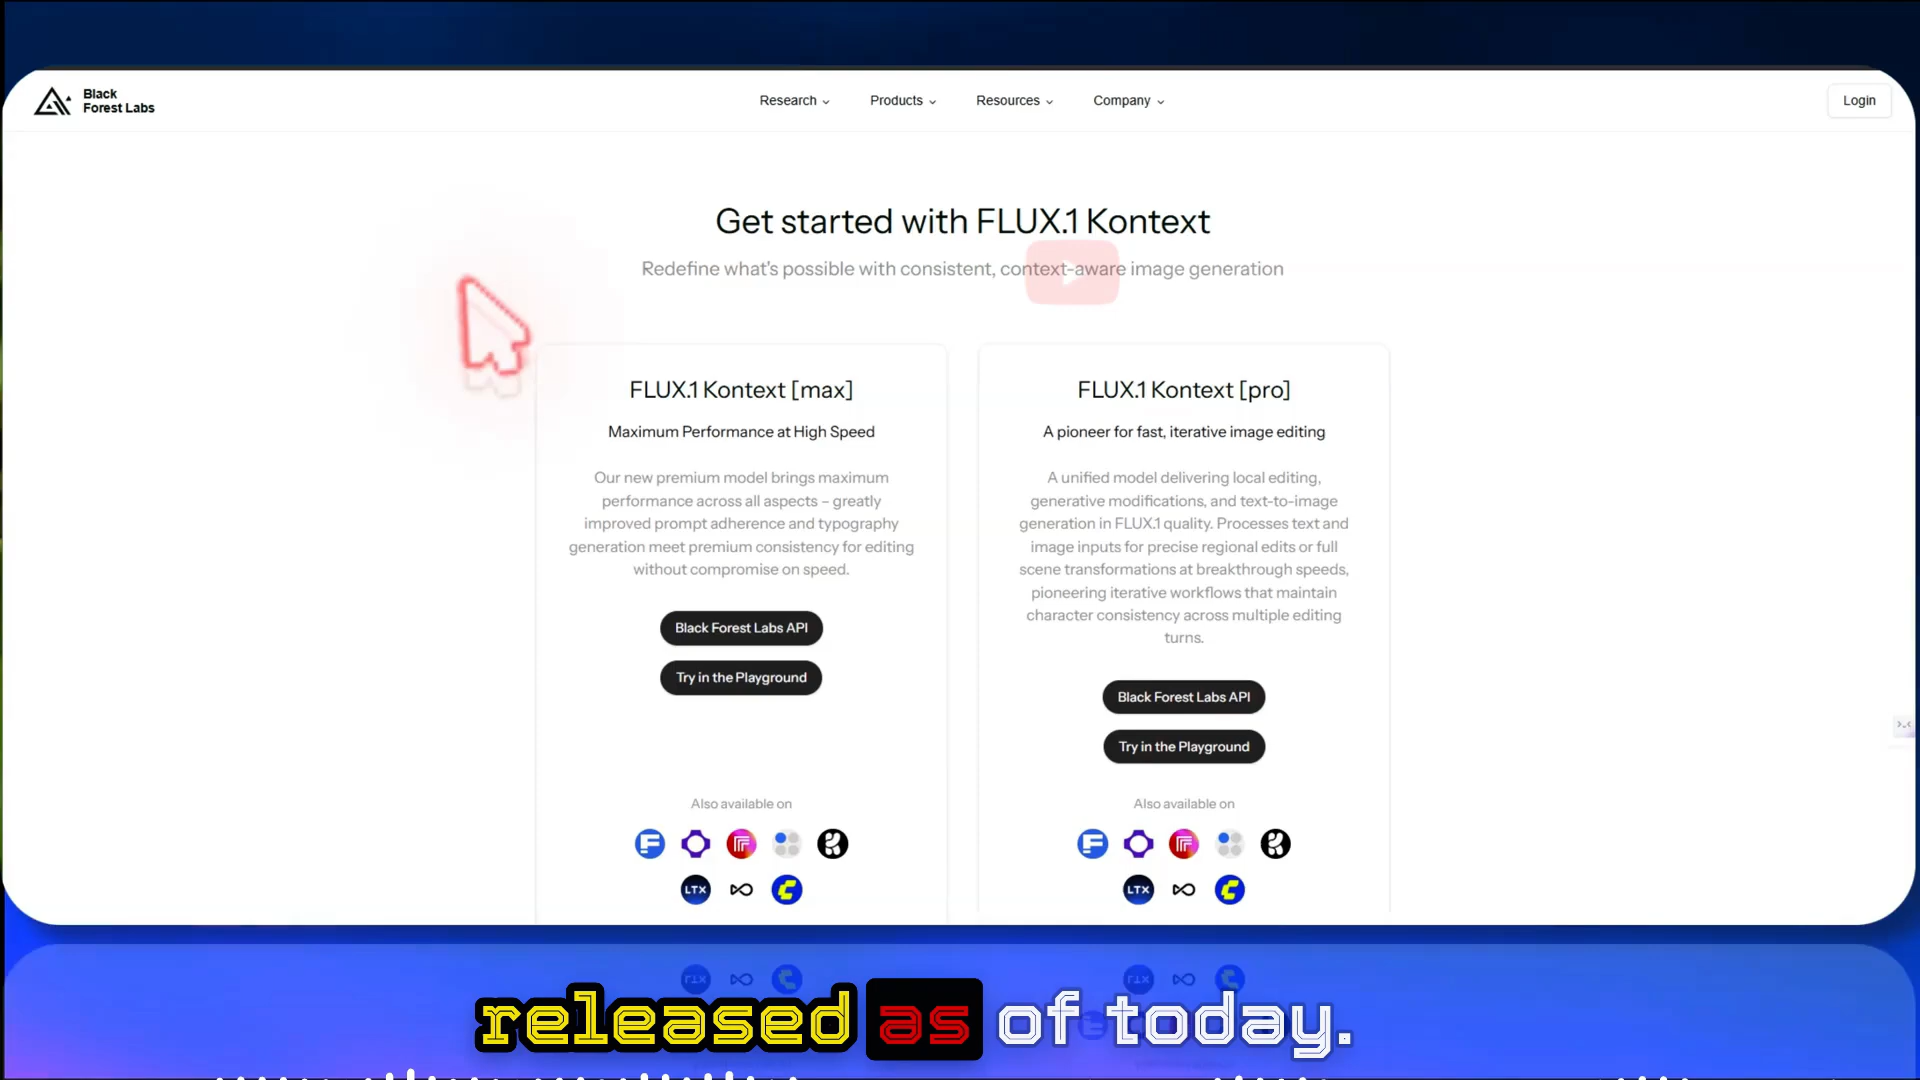 Black
Forest Labs
Research
Products
Resources
Company
Login
Get started with FLUX.1 Kontext
Redefine what's possible with consistent, context-aware image generation
FLUX.1 Kontext [max]
Maximum Performance at High Speed
Our new premium model brings maximum
performance across all aspects – greatly
improved prompt adherence and typography
generation meet premium consistency for editing
without compromise on speed.
Black Forest Labs API
Try in the Playground
Also available on
LTX
FLUX.1 Kontext [pro]
A pioneer for fast, iterative image editing
A unified model delivering local editing,
generative modifications, and text-to-image
generation in FLUX.1 quality. Processes text and
image inputs for precise regional edits or full
scene transformations at breakthrough speeds,
pioneering iterative workflows that maintain
character consistency across multiple editing
turns.
Black Forest Labs API
Try in the Playground
Also available on
LTX
released as of today.